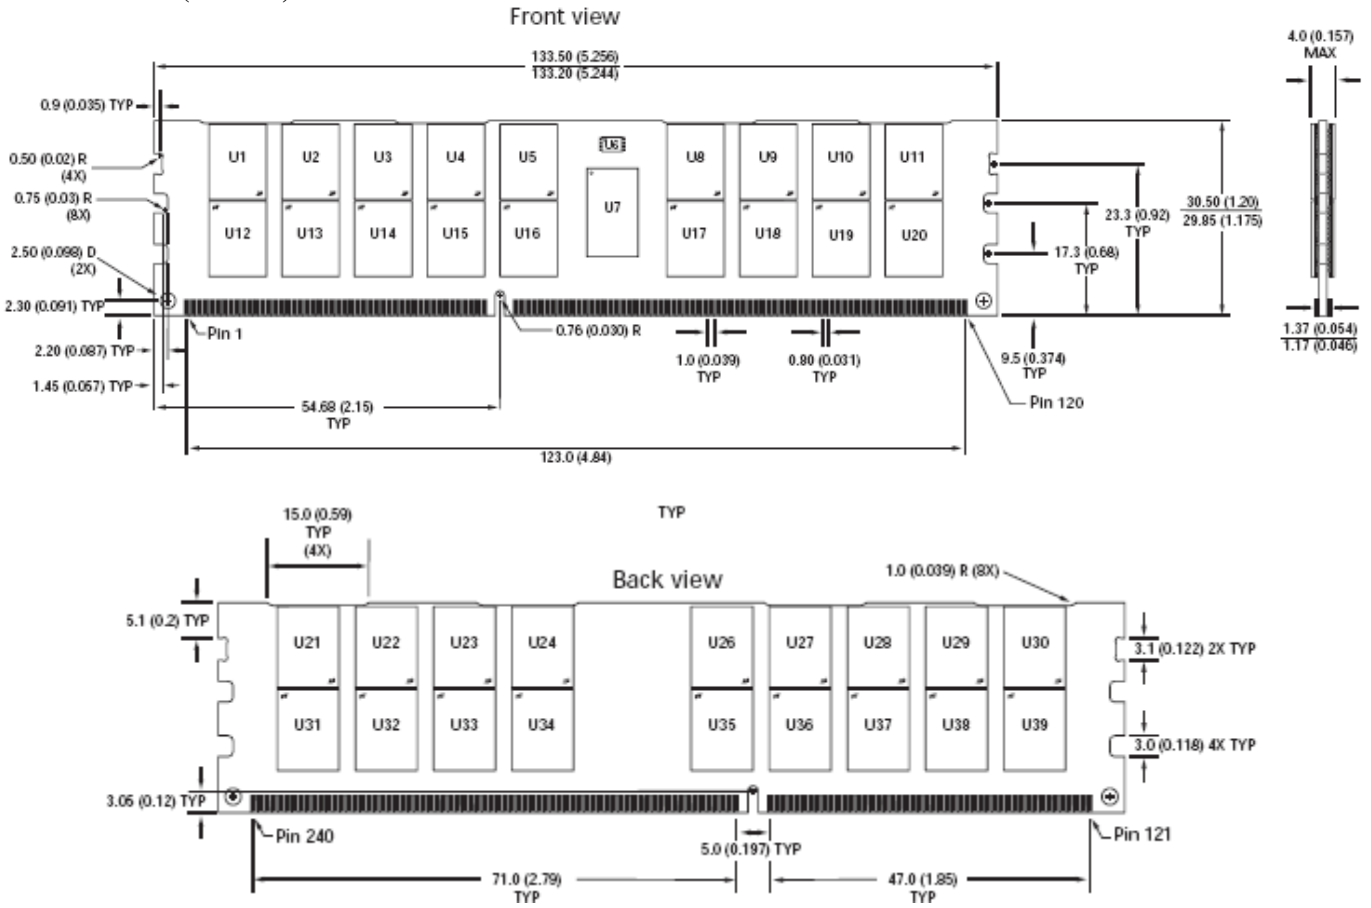 Front view
133.50 (5.256)
133.20 (5.244)
4.0 (0.157)
MAX
0.9 (0.035) TYP
0.50 (0.02) R
(4X)
0.75 (0.03) R
(8X)
2.50 (0.098) D
(2X)
2.30 (0.091) TYP
2.20 (0.087) TYP
1.45 (0.057) TYP
U1 U2 U3 U4 U5 U6 U8 U9 U10 U11
U7
U12 U13 U14 U15 U16 U17 U18 U19 U20
23.3 (0.92)
TYP
30.50 (1.20)
29.85 (1.175)
17.3 (0.68)
TYP
Pin 1
0.76 (0.030) R
1.0 (0.039)
TYP
0.80 (0.031)
TYP
9.5 (0.374)
TYP
1.37 (0.054)
1.17 (0.046)
Pin 120
54.68 (2.15)
TYP
123.0 (4.84)
TYP
15.0 (0.59)
TYP
(4X)
Back view
1.0 (0.039) R (8X)
5.1 (0.2) TYP
U21 U22 U23 U24 U26 U27 U28 U29 U30
3.1 (0.122) 2X TYP
U31 U32 U33 U34 U35 U36 U37 U38 U39
3.0 (0.118) 4X TYP
3.05 (0.12) TYP
Pin 240
Pin 121
5.0 (0.197) TYP
71.0 (2.79)
TYP
47.0 (1.85)
TYP